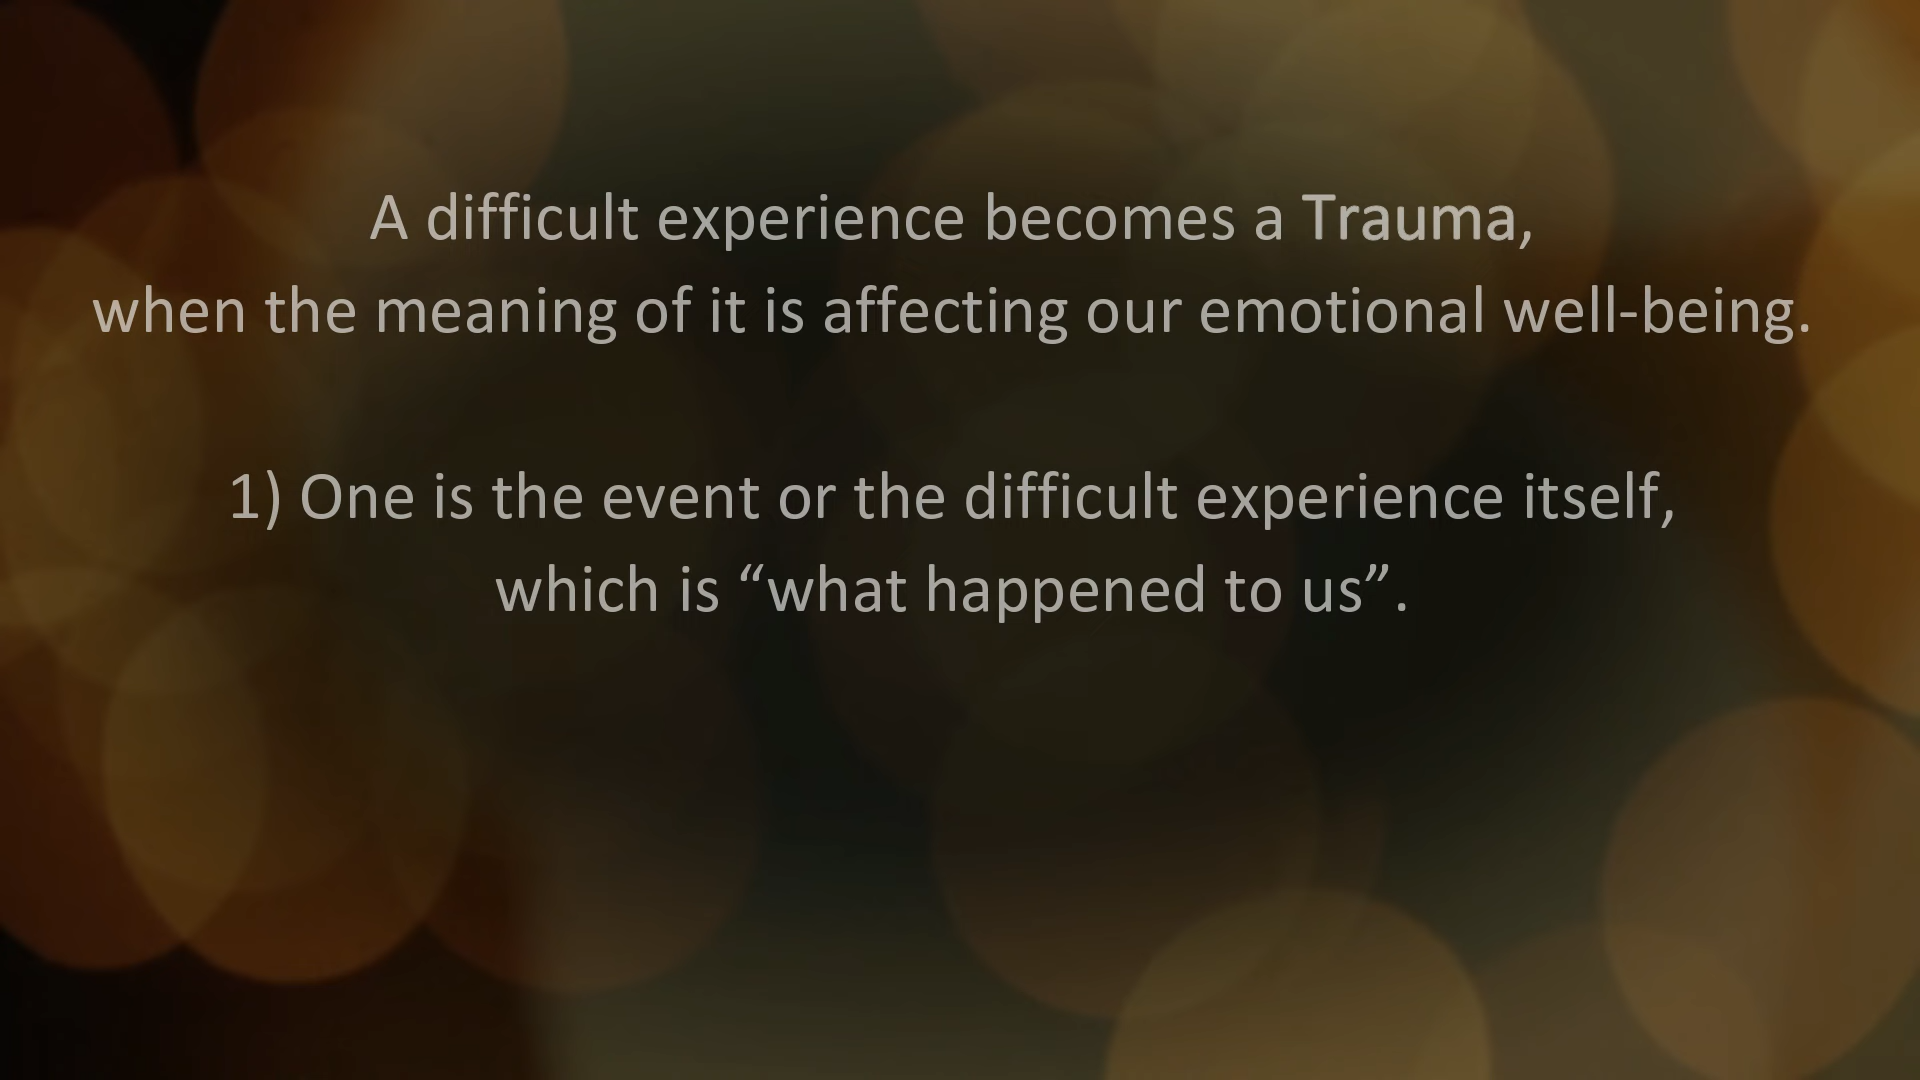 A difficult experience becomes a Trauma,
when the meaning of it is affecting our emotional well-being.
1) One is the event or the difficult experience itself,
which is “what happened to us”.